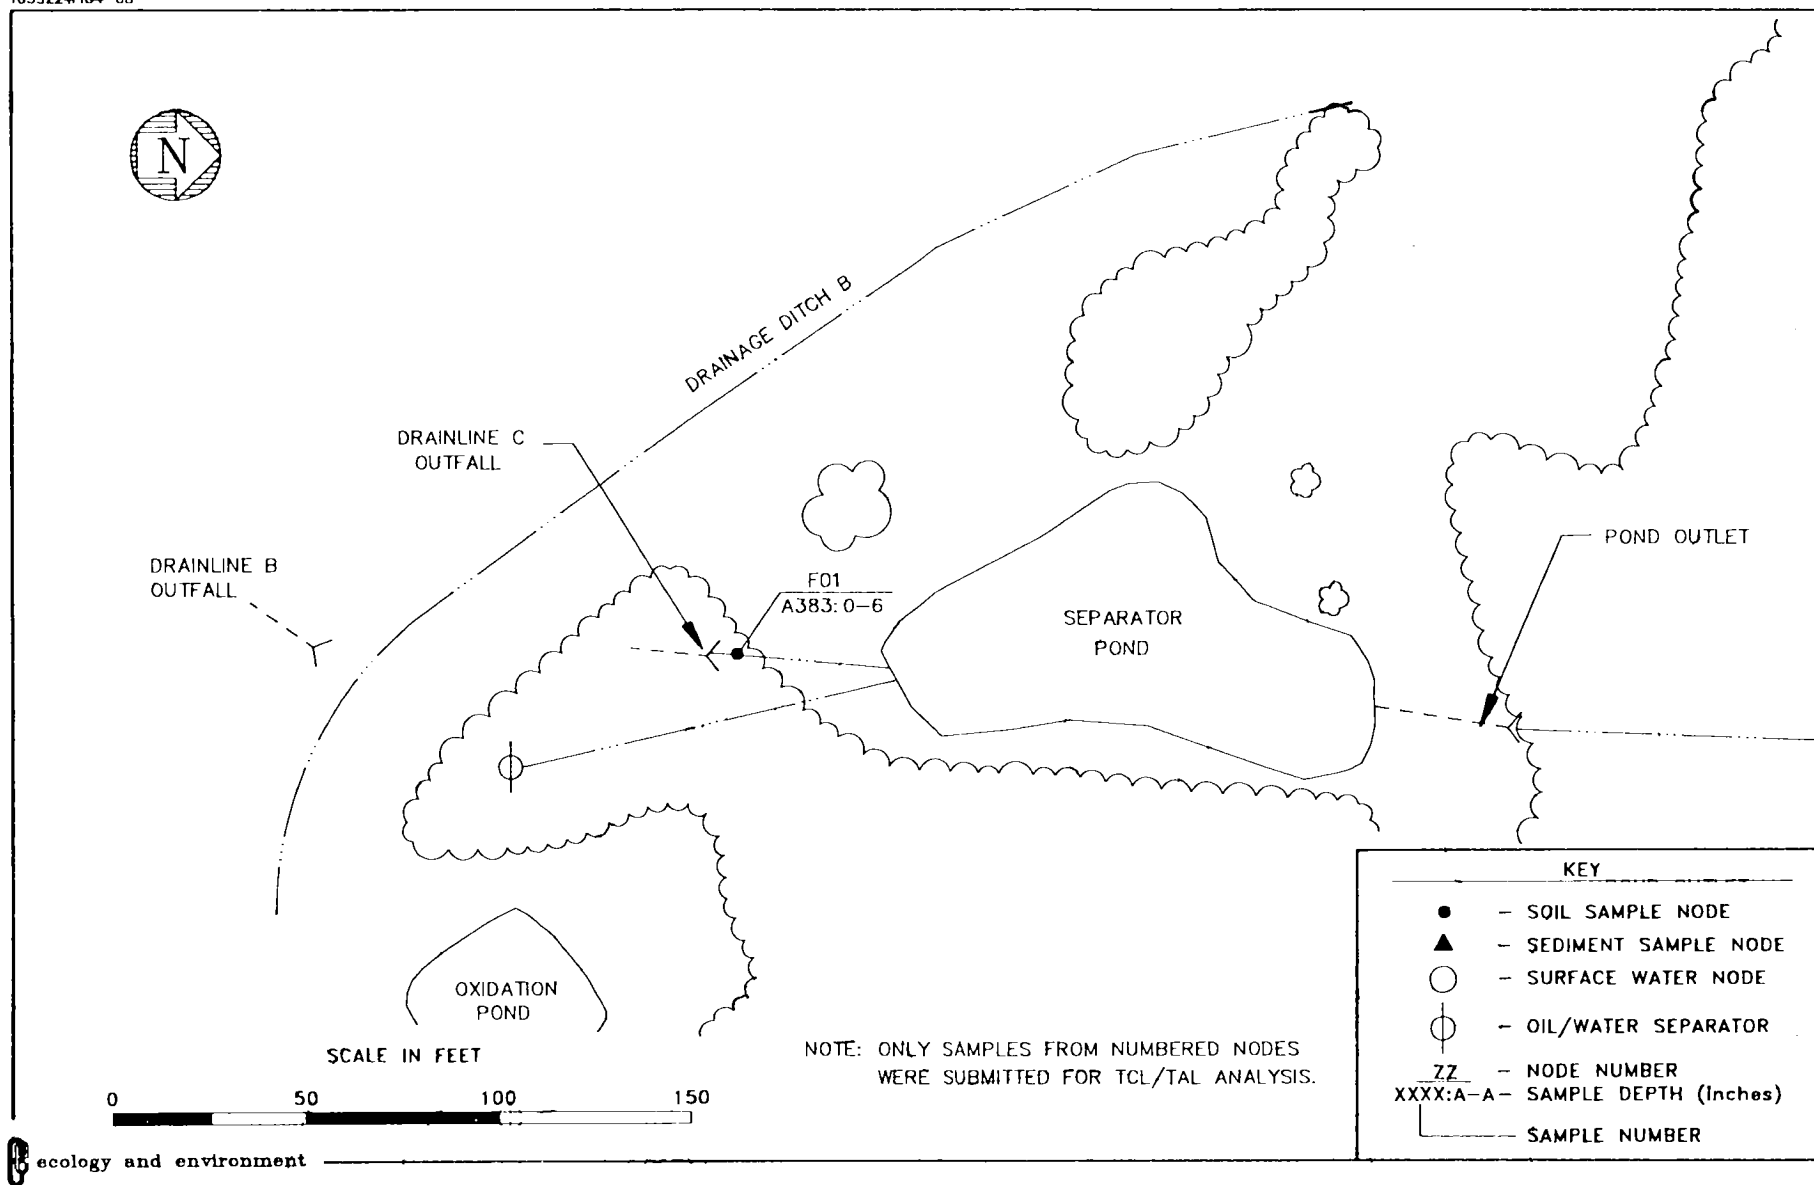 N
DRAINAGE DITCH B
DRAINLINE C
OUTFALL
DRAINLINE B
OUTFALL
F01
A383:0-6
SEPARATOR
POND
POND OUTLET
OXIDATION
POND
SCALE IN FEET
0 50 100 150
NOTE: ONLY SAMPLES FROM NUMBERED NODES
WERE SUBMITTED FOR TCL/TAL ANALYSIS.
KEY
- SOIL SAMPLE NODE
- SEDIMENT SAMPLE NODE
- SURFACE WATER NODE
- OIL/WATER SEPARATOR
ZZ - NODE NUMBER
XXXX:A-A - SAMPLE DEPTH (Inches)
SAMPLE NUMBER
ecology and environment